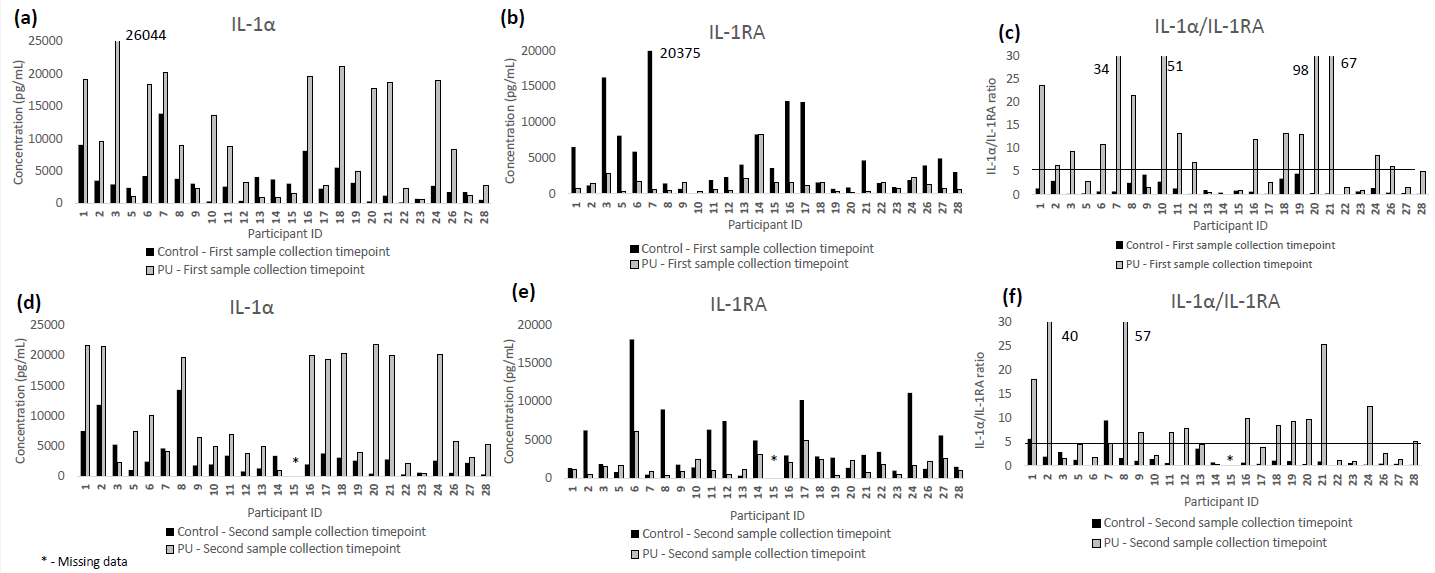 (a)
IL-1α
26044
Concentration (pg/mL)
25000
20000
15000
10000
5000
0
1 2 3 5 6 7 8 9 10 11 12 13 14 15 16 17 18 19 20 21 22 23 24 26 27 28
Participant ID
Control - First sample collection timepoint
PU - First sample collection timepoint
(b)
IL-1RA
20375
Concentration (pg/mL)
20000
15000
10000
5000
0
1 2 3 5 6 7 8 9 10 11 12 13 14 15 16 17 18 19 20 21 22 23 24 26 27 28
Participant ID
Control - First sample collection timepoint
PU - First sample collection timepoint
(c)
IL-1α/IL-1RA
34 51 98 67
IL-1α/IL-1RA ratio
30
25
20
15
10
5
0
1 2 3 5 6 7 8 9 10 11 12 13 14 15 16 17 18 19 20 21 22 23 24 26 27 28
Participant ID
Control - First sample collection timepoint
PU - First sample collection timepoint
(d)
IL-1α
Concentration (pg/mL)
25000
20000
15000
10000
5000
0
*
1 2 3 5 6 7 8 9 10 11 12 13 14 15 16 17 18 19 20 21 22 23 24 26 27 28
Participant ID
Control - Second sample collection timepoint
PU - Second sample collection timepoint
* - Missing data
(e)
IL-1RA
Concentration (pg/mL)
20000
15000
10000
5000
0
*
1 2 3 5 6 7 8 9 10 11 12 13 14 15 16 17 18 19 20 21 22 23 24 26 27 28
Participant ID
Control - Second sample collection timepoint
PU - Second sample collection timepoint
(f)
IL-1α/IL-1RA
40 57
IL-1α/IL-1RA ratio
30
25
20
15
10
5
0
*
1 2 3 5 6 7 8 9 10 11 12 13 14 15 16 17 18 19 20 21 22 23 24 26 27 28
Participant ID
Control - Second sample collection timepoint
PU - Second sample collection timepoint